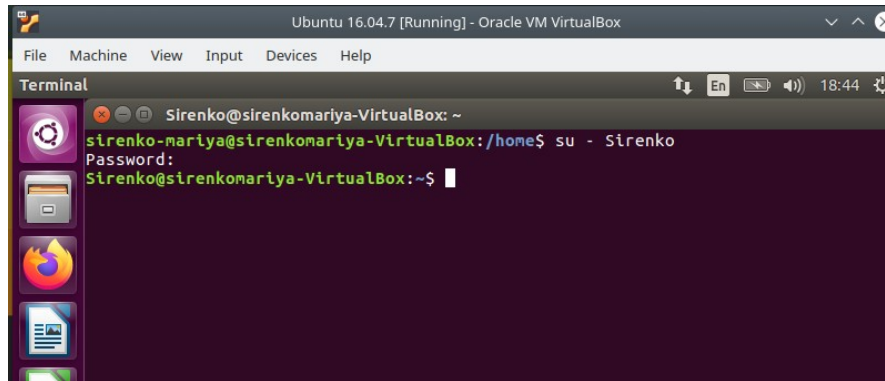 Ubuntu 16.04.7 [Running] - Oracle VM VirtualBox
File Machine View Input Devices Help
Terminal En 18:44
Sirenko@sirenkomariya-VirtualBox: ~
sirenko-mariya@sirenkomariya-VirtualBox:/home$ su - Sirenko
Password:
Sirenko@sirenkomariya-VirtualBox:~$